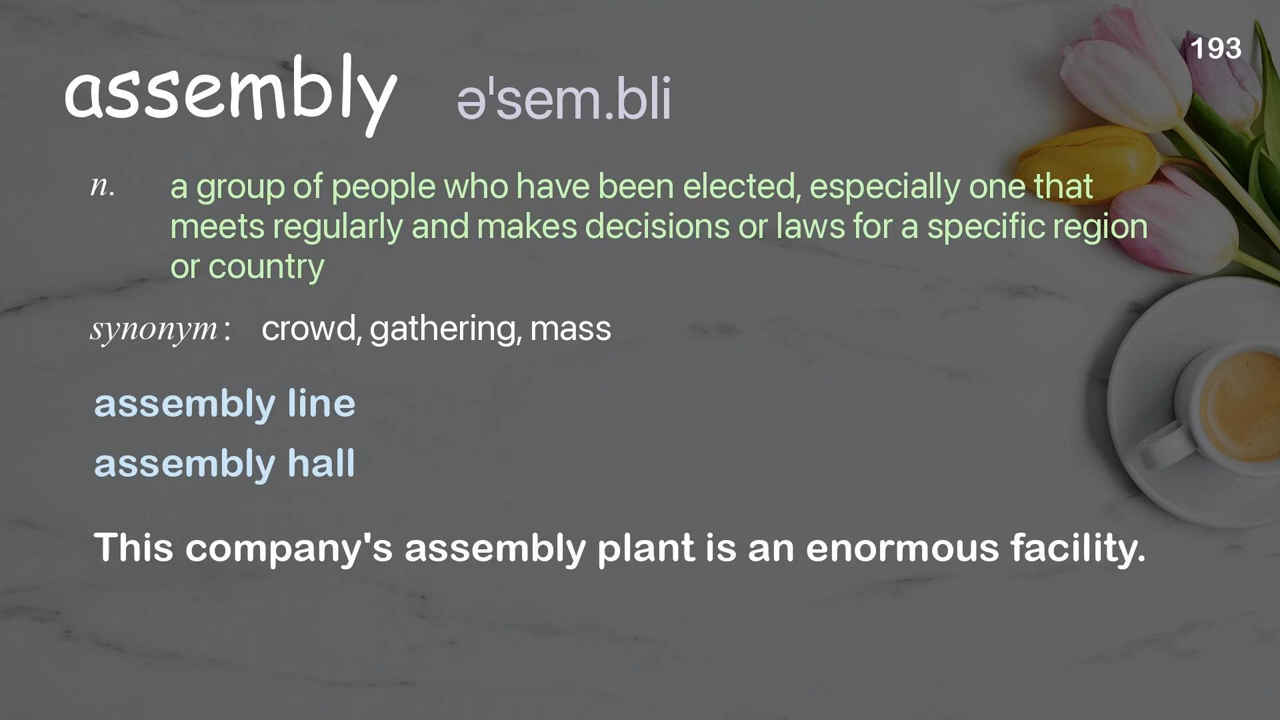 193
assembly əˈsem.bli
n. a group of people who have been elected, especially one that
meets regularly and makes decisions or laws for a specific region
or country
synonym: crowd, gathering, mass
assembly line
assembly hall
This company's assembly plant is an enormous facility.